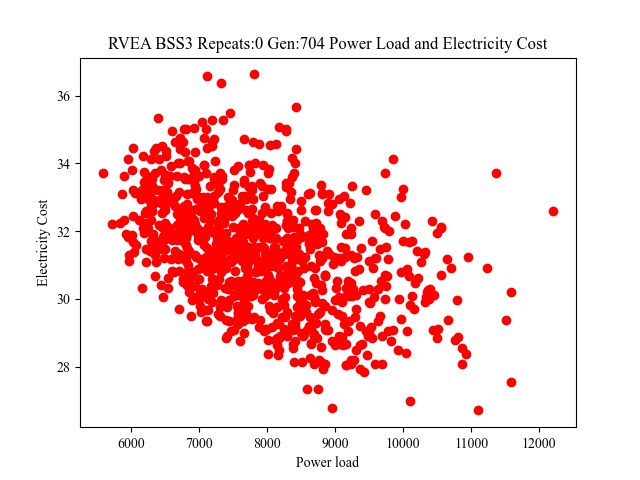 RVEA BSS3 Repeats:0 Gen:704 Power Load and Electricity Cost
36
34
32
30
28
Electricity Cost
6000 7000 8000 9000 10000 11000 12000
Power load